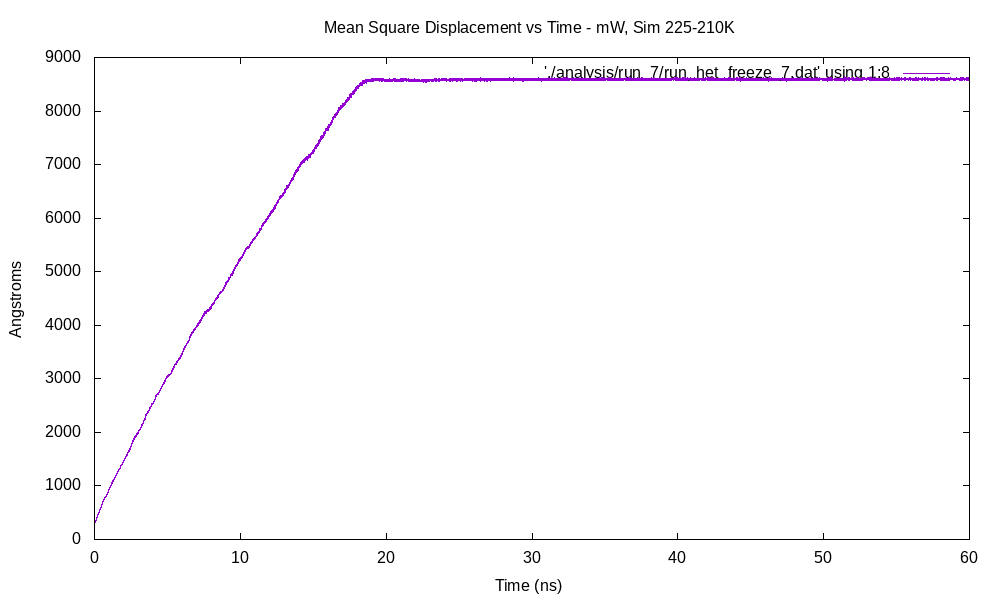 Mean Square Displacement vs Time - mW, Sim 225-210K
9000
8000
7000
6000
5000
4000
3000
2000
1000
0
Angstroms
'./analysis/run_7/run_het_freeze_7.dat' using 1:8
0 10 20 30 40 50 60
Time (ns)